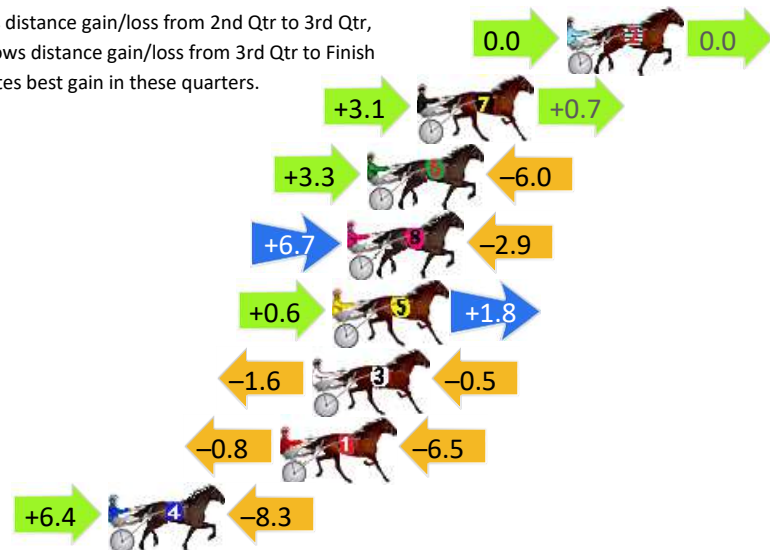 distance gain/loss from 2nd Qtr to 3rd Qtr,
ows distance gain/loss from 3rd Qtr to Finish
tes best gain in these quarters.
0.0 2 0.0
+3.1 7 +0.7
+3.3 6 –6.0
+6.7 8 –2.9
+0.6 5 +1.8
–1.6 3 –0.5
–0.8 1 –6.5
+6.4 4 –8.3